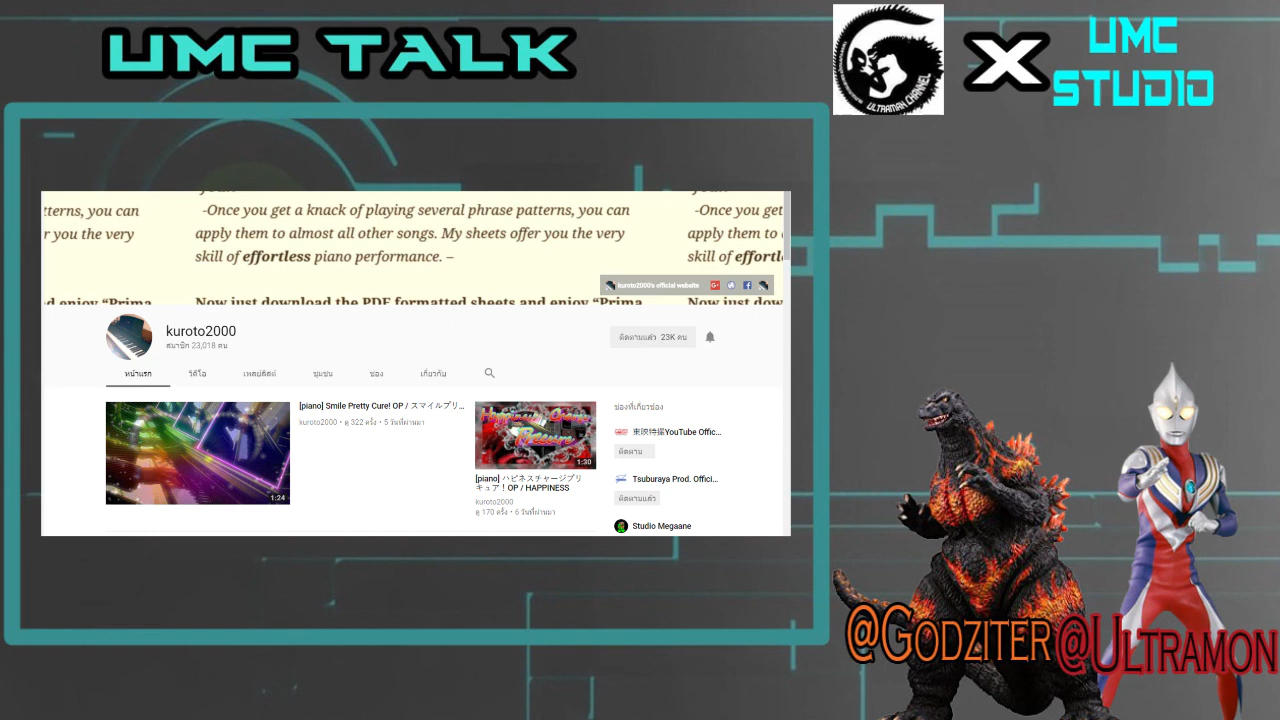 UMC TALK
ULTRAMAN CHANNEL
X
UMC
STUDIO
tterns, you can
r you the very
-Once you get a knack of playing several phrase patterns, you can
apply them to almost all other songs. My sheets offer you the very
skill of effortless piano performance. –
-Once you get
apply them to
skill of effortl
d enjoy “Prima
Now just download the PDF formatted sheets and enjoy “Prima
Now just dow
kuroto2000's official website
kuroto2000
สมาชิก 23,018 คน
ติดตามแล้ว 23K คน
หน้าแรก
วิดีโอ
เพลย์ลิสต์
ชุมชน
ช่อง
เกี่ยวกับ
[piano] Smile Pretty Cure! OP / スマイルプリ...
kuroto2000 • ดู 322 ครั้ง • 5 วันที่ผ่านมา
1:24
Happiness Charge
Precure!
1:30
[piano] ハピネスチャージプリ
キュア！OP / HAPPINESS
kuroto2000
ดู 170 ครั้ง • 6 วันที่ผ่านมา
ช่องที่เกี่ยวข้อง
東映特撮YouTube Offic...
ติดตาม
Tsuburaya Prod. Offici...
ติดตามแล้ว
Studio Megaane
@GODZITER
@ULTRAMON